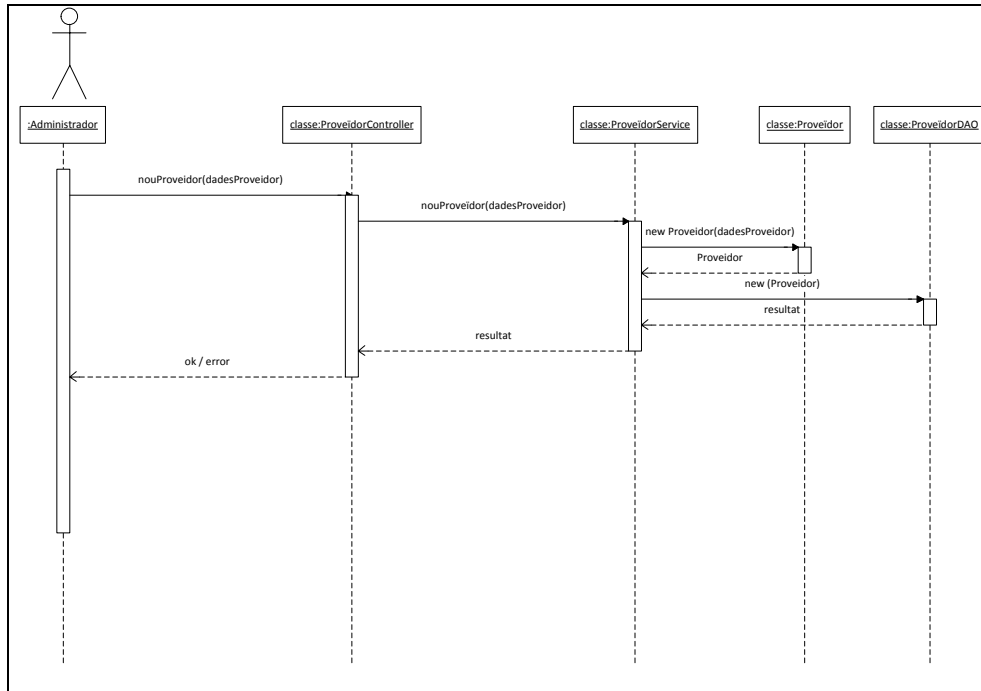 :Administrador
classe:ProveïdorController
classe:ProveïdorService
classe:Proveïdor
classe:ProveïdorDAO
nouProveidor(dadesProveidor)
nouProveïdor(dadesProveidor)
new Proveidor(dadesProveidor)
Proveidor
new (Proveidor)
resultat
resultat
ok / error